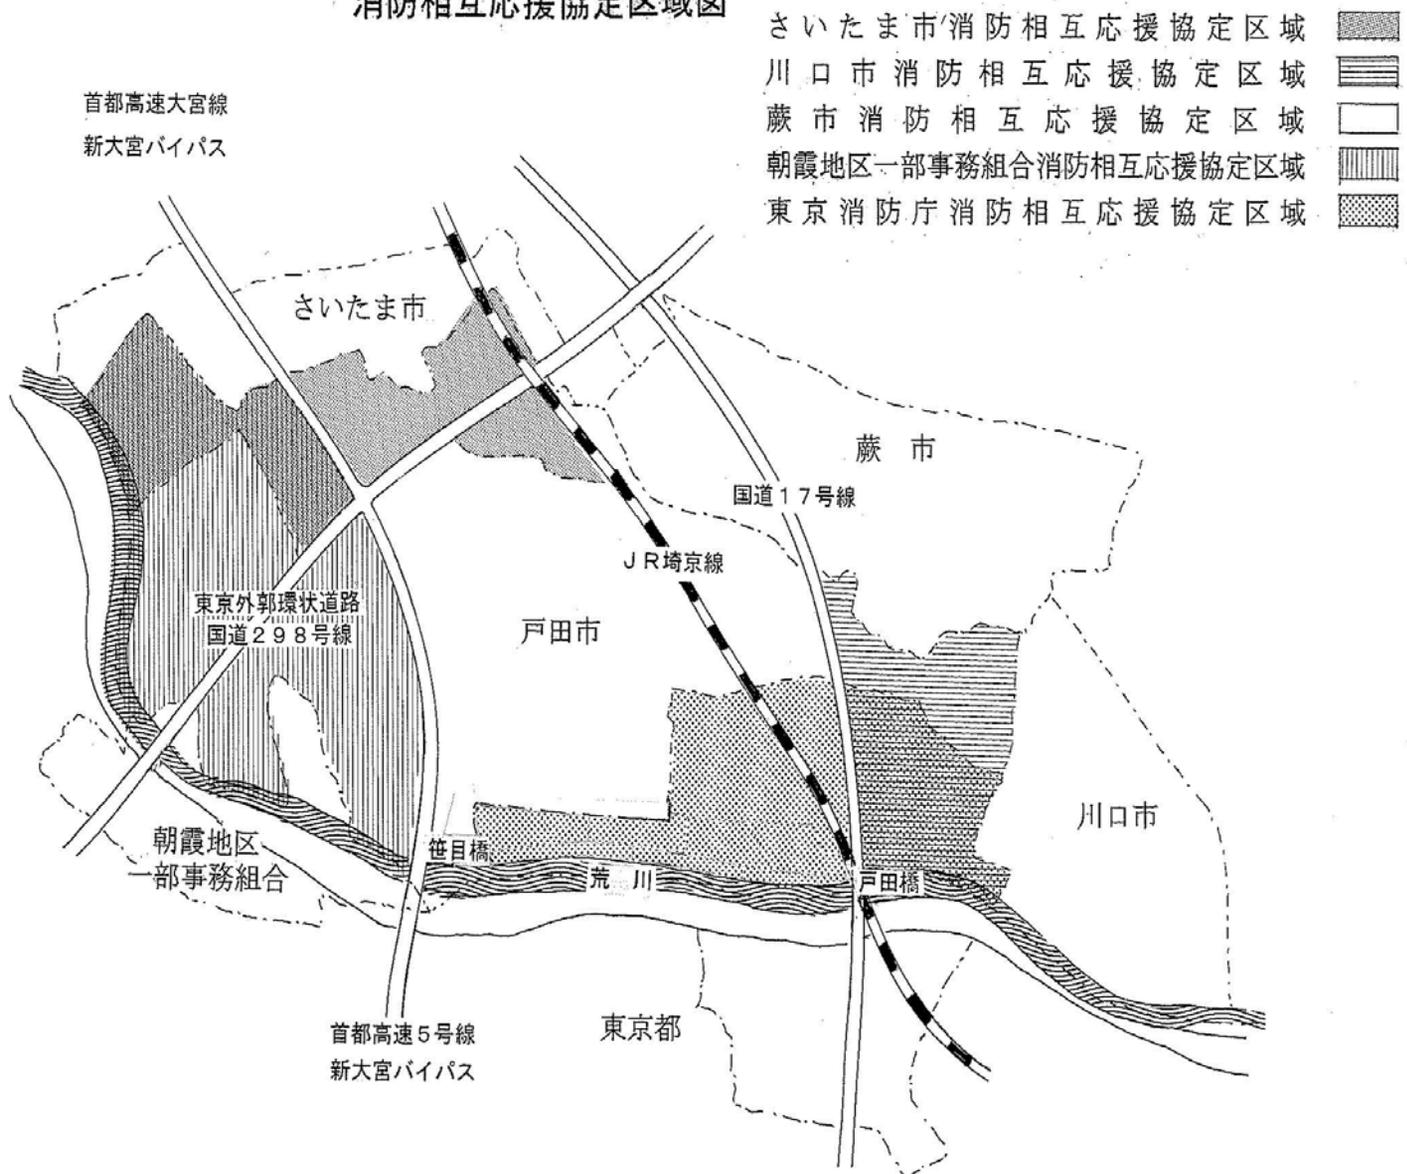 消防相互応援協定区域図
さいたま市消防相互応援協定区域
川口市消防相互応援協定区域
蕨市消防相互応援協定区域
朝霞地区一部事務組合消防相互応援協定区域
東京消防庁消防相互応援協定区域
首都高速大宮線
新大宮バイパス
さいたま市
蕨市
国道17号線
JR埼京線
東京外郭環状道路
国道298号線
戸田市
川口市
朝霞地区
一部事務組合
笹目橋
荒川
戸田橋
東京都
首都高速5号線
新大宮バイパス